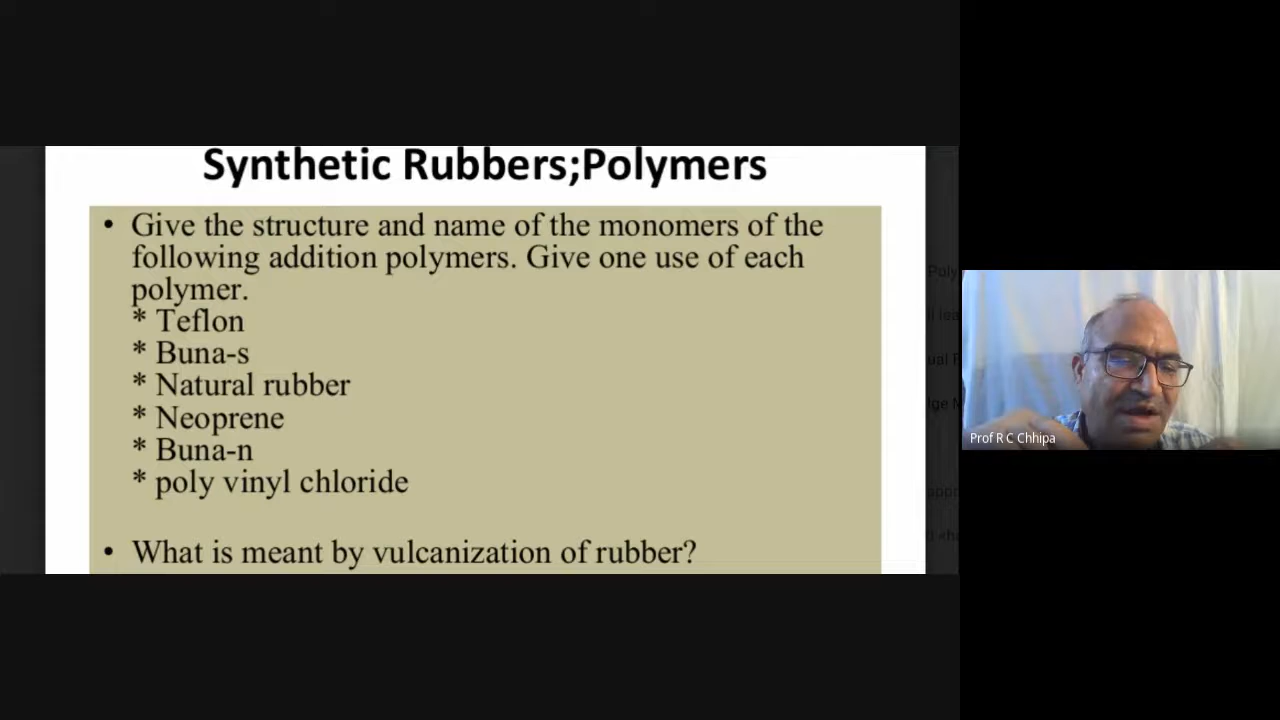 Synthetic Rubbers;Polymers
• Give the structure and name of the monomers of the
following addition polymers. Give one use of each
polymer.
* Teflon
* Buna-s
* Natural rubber
* Neoprene
* Buna-n
* poly vinyl chloride
• What is meant by vulcanization of rubber?
Prof R C Chhipa